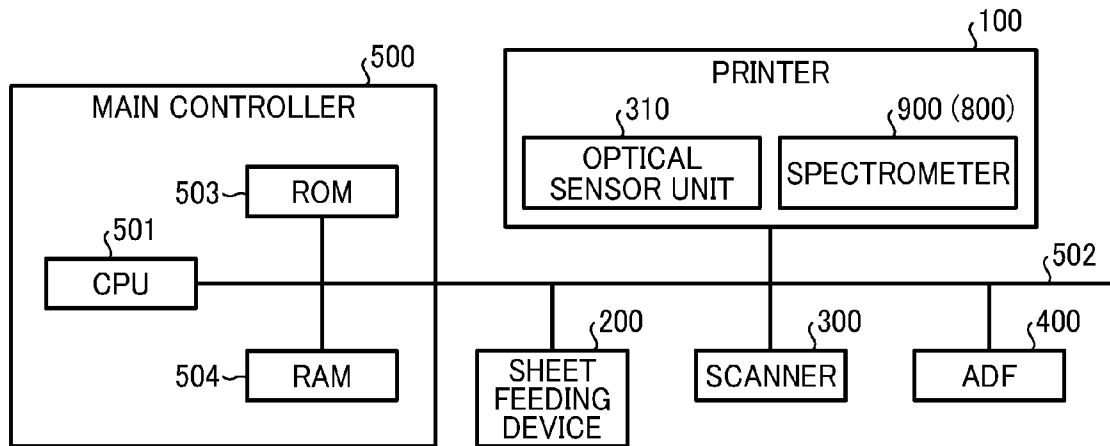 100
500
PRINTER
MAIN CONTROLLER
310
900 (800)
OPTICAL
SENSOR UNIT
SPECTROMETER
503
ROM
501
CPU
502
200
300
400
504
RAM
SHEET
FEEDING
DEVICE
SCANNER
ADF